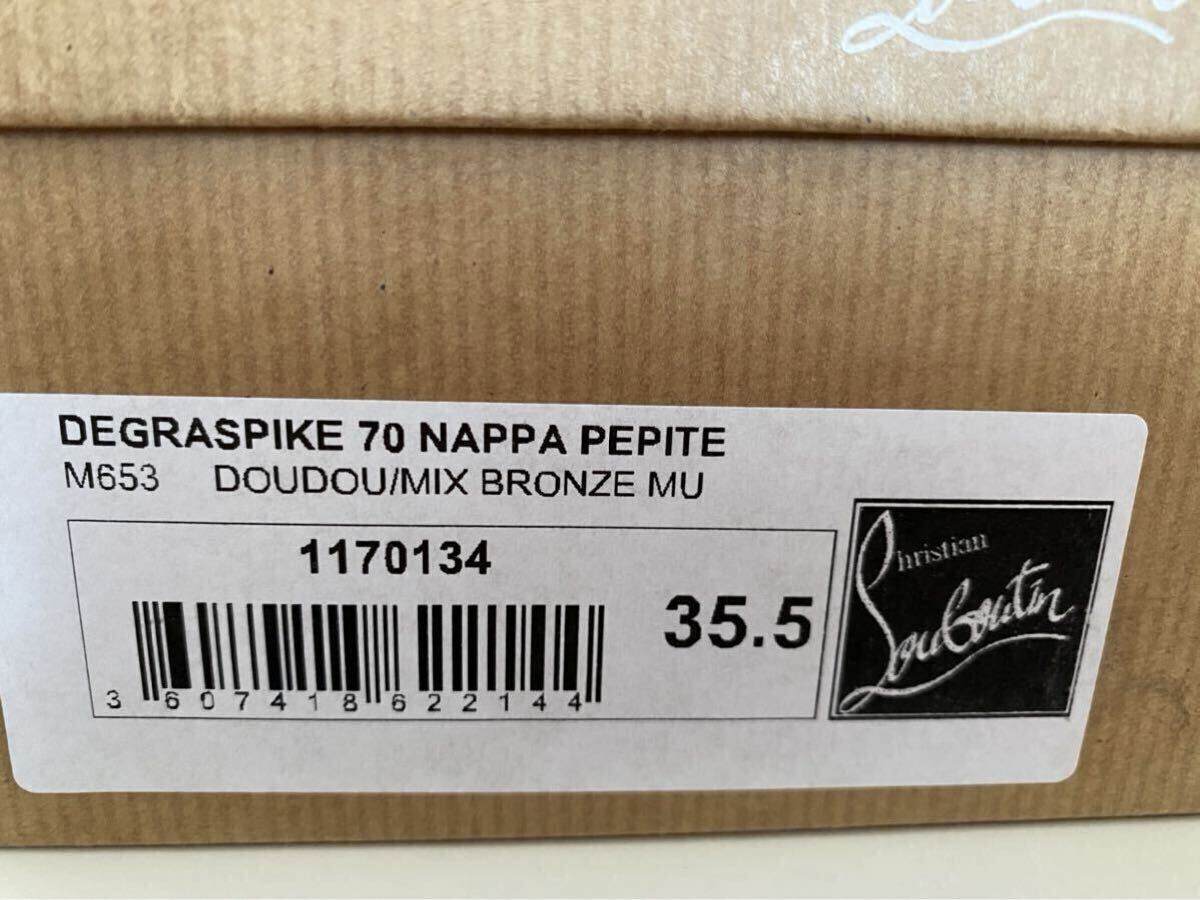 DEGRASPIKE 70 NAPPA PEPITE
M653 DOUDOU/MIX BRONZE MU
1170134
35.5
3 607418 622144
Christian
Louboutin